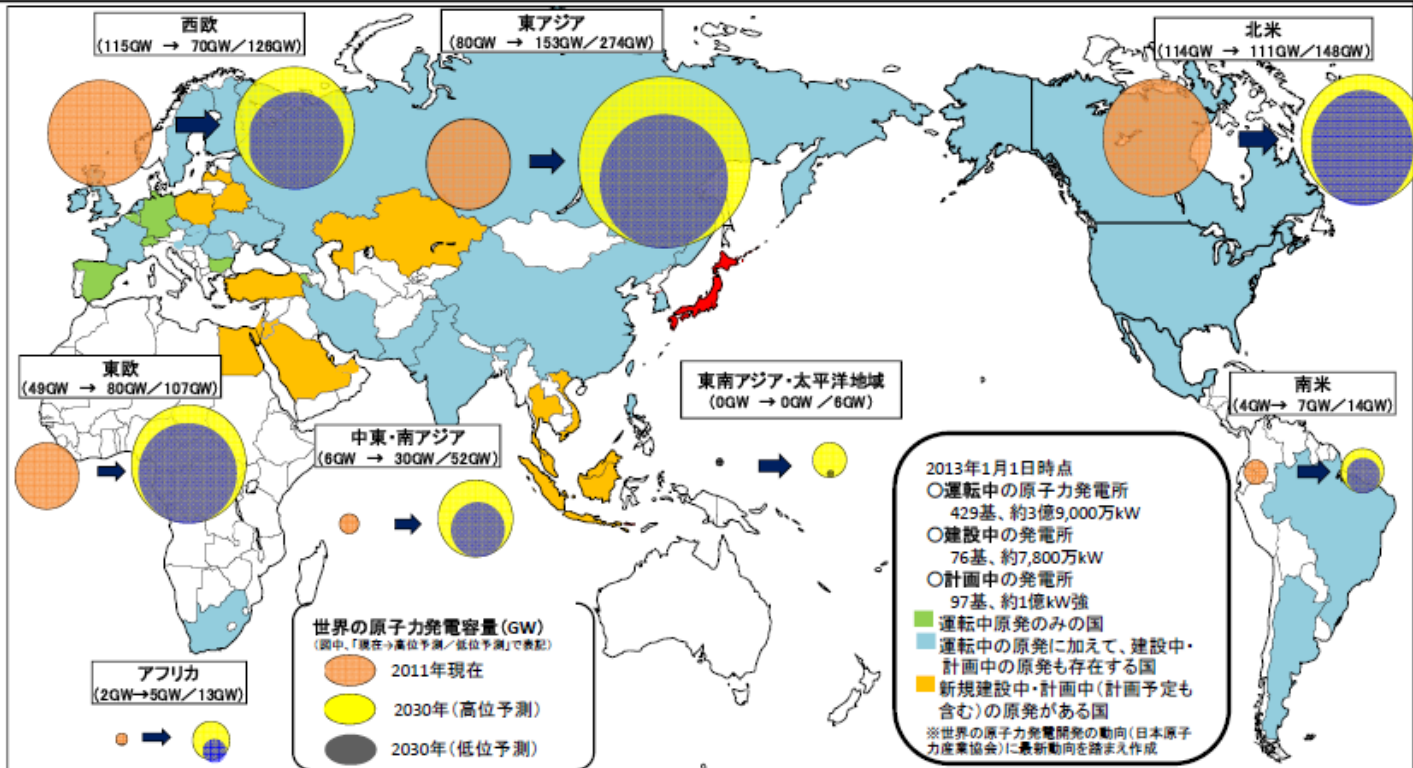 西欧
(115GW → 70GW/126GW)
東アジア
(80GW → 153GW/274GW)
北米
(114GW → 111GW/148GW)
東欧
(49GW → 80GW/107GW)
中東・南アジア
(6GW → 30GW/52GW)
東南アジア・太平洋地域
(0GW →0GW /6GW)
南米
(4GW→ 7GW/14GW)
アフリカ
(2GW→5GW/13GW)
世界の原子力発電容量(GW)
(図中、「現在→高位予測/低位予測」で表記)
2011年現在
2030年(高位予測)
2030年(低位予測)
2013年1月1日時点
○運転中の原子力発電所
429基、約3億9,000万kW
○建設中の発電所
76基、約7,800万kW
○計画中の発電所
97基、約1億kW強
運転中原発のみの国
運転中の原発に加えて、建設中・
計画中の原発も存在する国
新規建設中・計画中(計画予定も
含む)の原発がある国
※世界の原子力発電開発の動向(日本原子
力産業協会)に最新動向を踏まえ作成